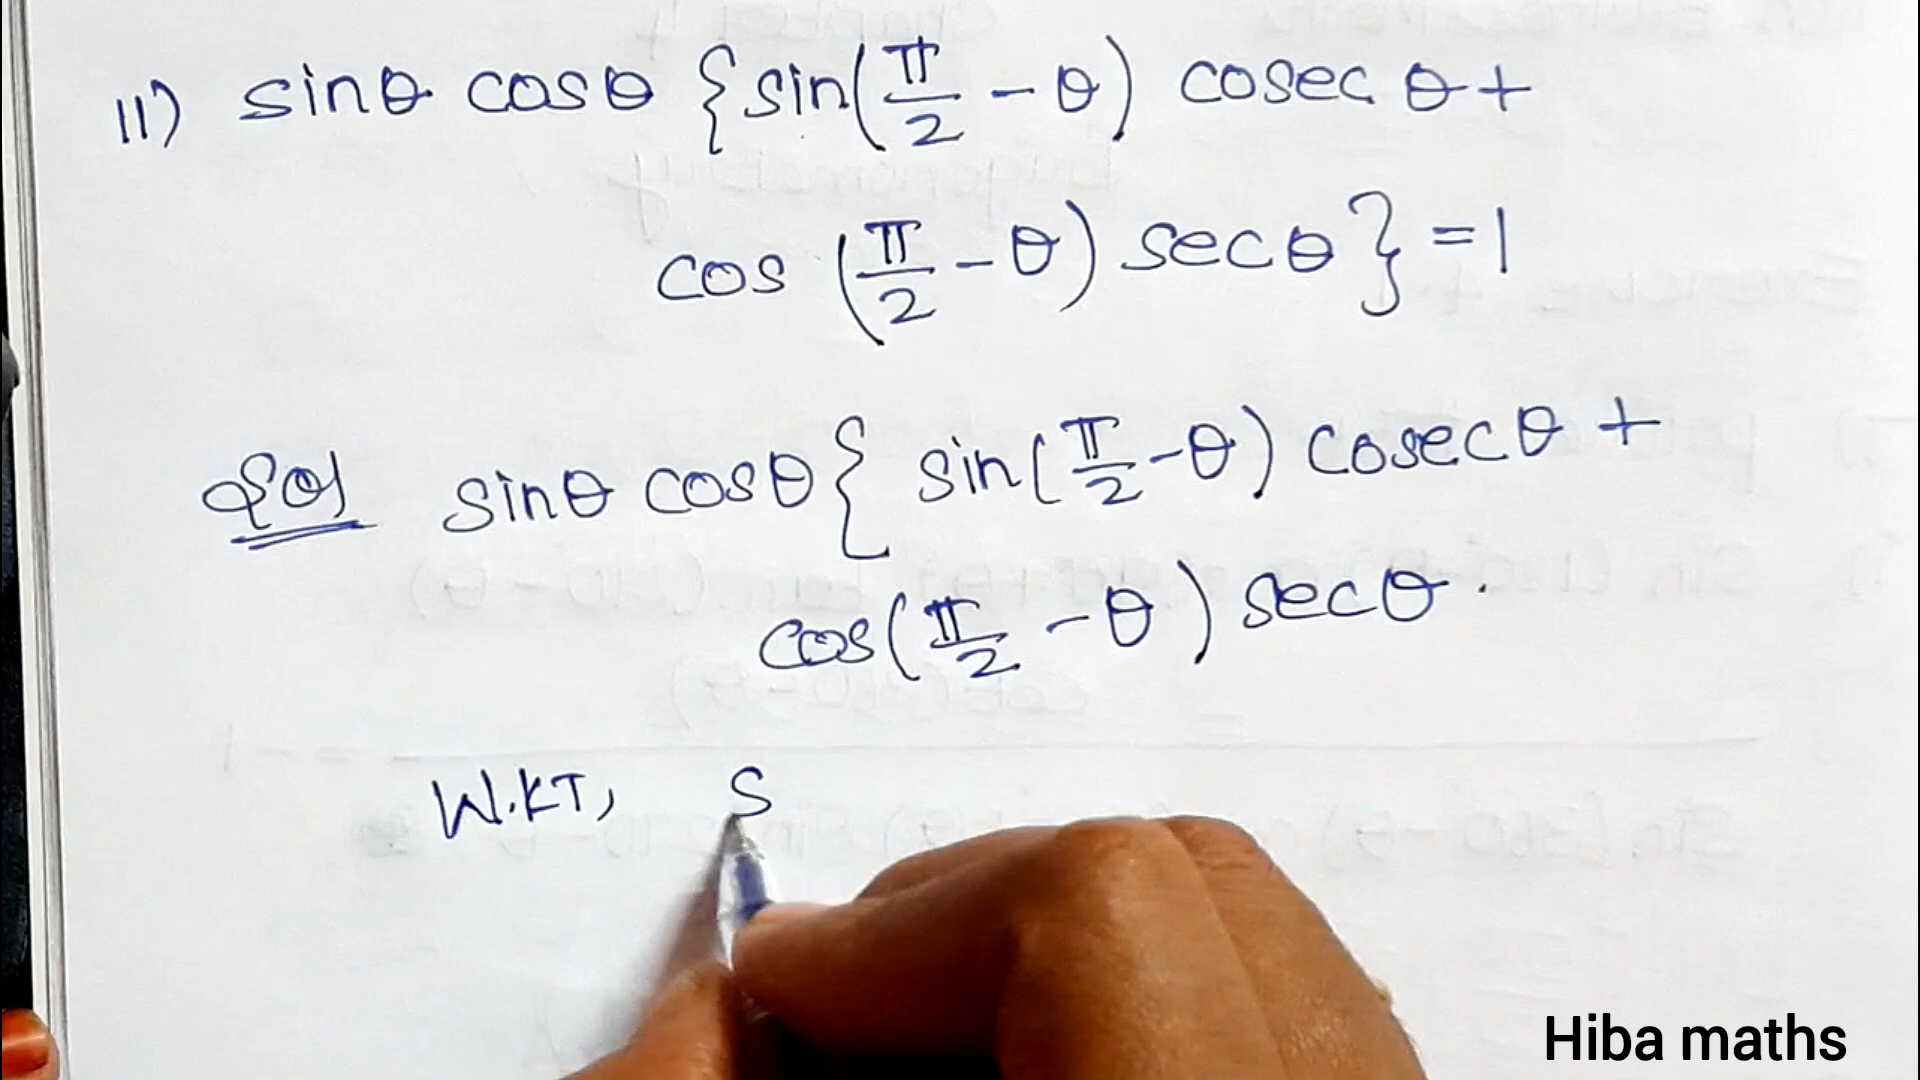 11) sinθ cosθ {sin(π/2 - θ) cosec θ +
cos (π/2 - θ) secθ} = 1
Sol sinθ cosθ { sin(π/2 - θ) cosecθ +
cos(π/2 - θ) secθ.
W.KT, S
Hiba maths